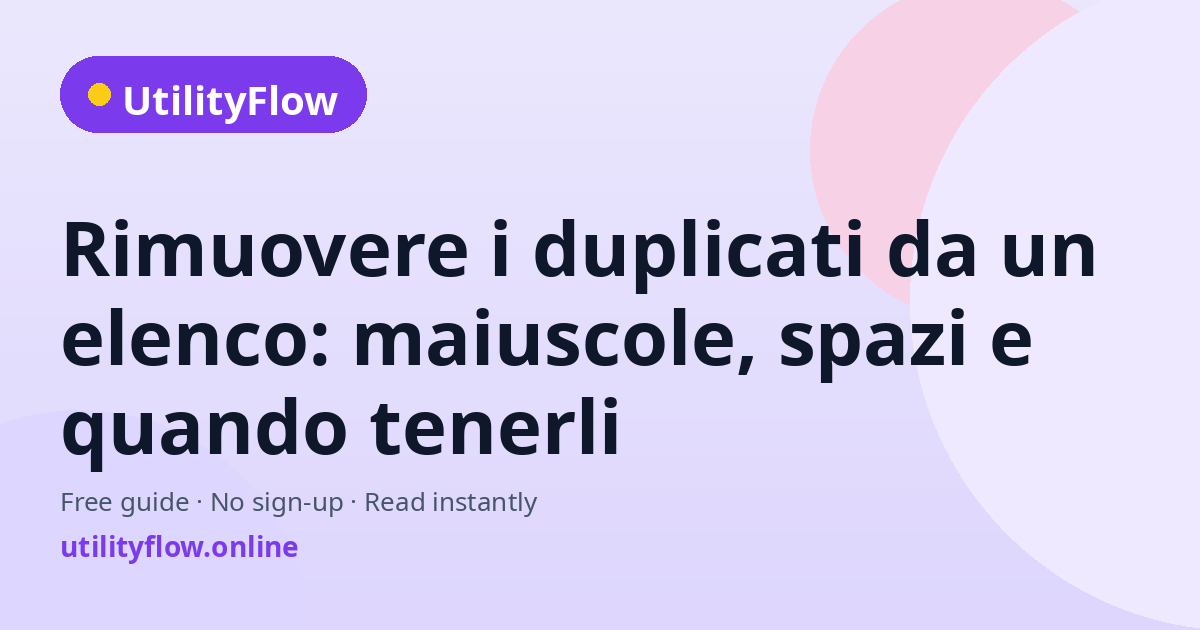 UtilityFlow
Rimuovere i duplicati da un
elenco: maiuscole, spazi e
quando tenerli
Free guide · No sign-up · Read instantly
utilityflow.online